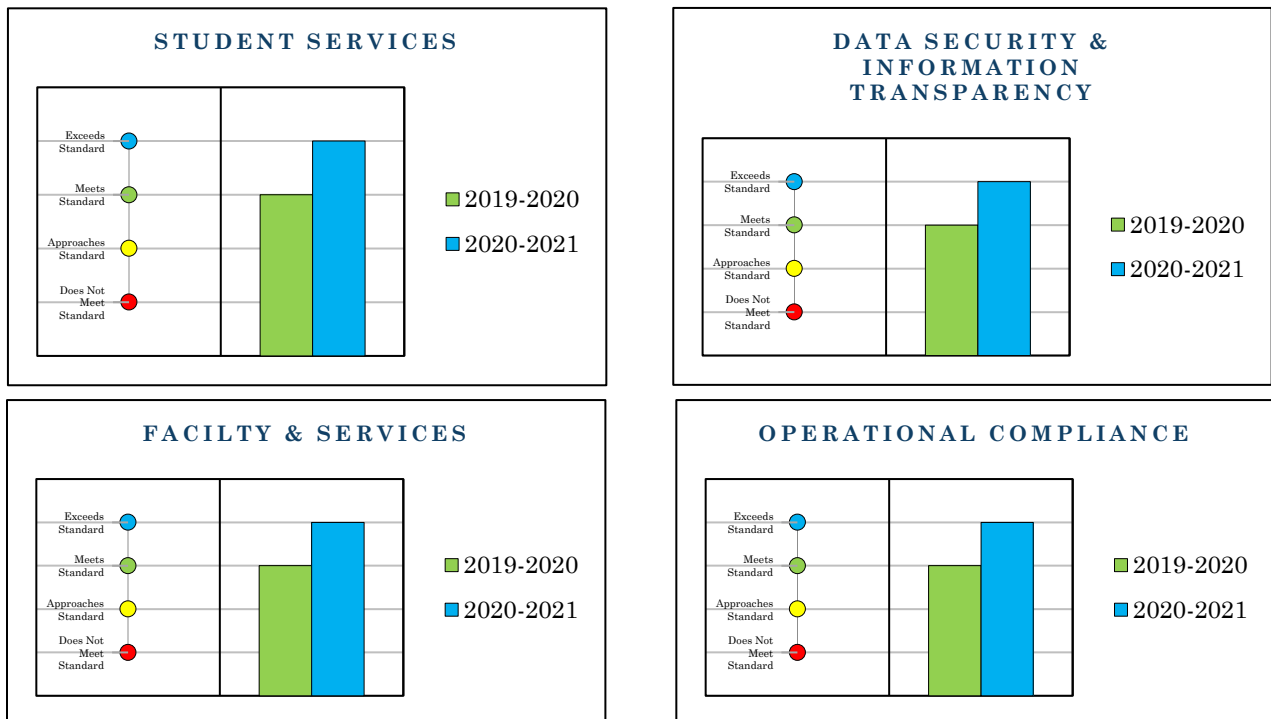 STUDENT SERVICES
Exceeds
Standard
Meets
Standard
Approaches
Standard
Does Not
Meet
Standard
2019-2020
2020-2021
DATA SECURITY &
INFORMATION
TRANSPARENCY
Exceeds
Standard
Meets
Standard
Approaches
Standard
Does Not
Meet
Standard
2019-2020
2020-2021
FACILTY & SERVICES
Exceeds
Standard
Meets
Standard
Approaches
Standard
Does Not
Meet
Standard
2019-2020
2020-2021
OPERATIONAL COMPLIANCE
Exceeds
Standard
Meets
Standard
Approaches
Standard
Does Not
Meet
Standard
2019-2020
2020-2021